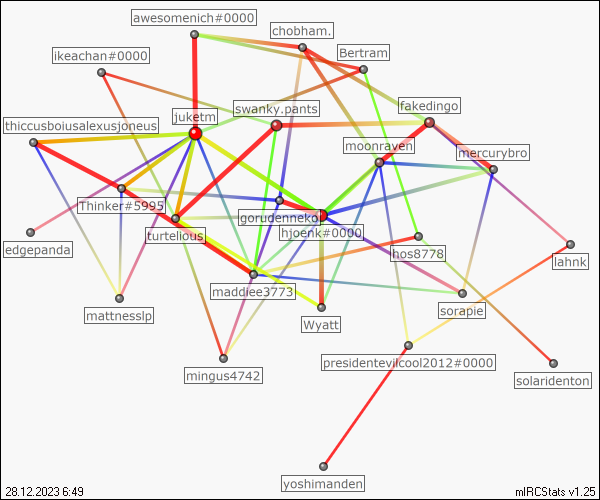 awesomenich#0000
chobham.
Bertram
ikeachan#0000
swanky.pants
fakedingo
juketm
thiccusboiusalexusjoneus
moonraven
mercurybro
Thinker#5995
gorudenneko
turtelious
hjoenk#0000
edgepanda
hos8778
lahnk
maddiee3773
mattnesslp
sorapie
Wyatt
presidentevilcool2012#0000
mingus4742
solaridenton
yoshimanden
28.12.2023 6:49
mIRCStats v1.25